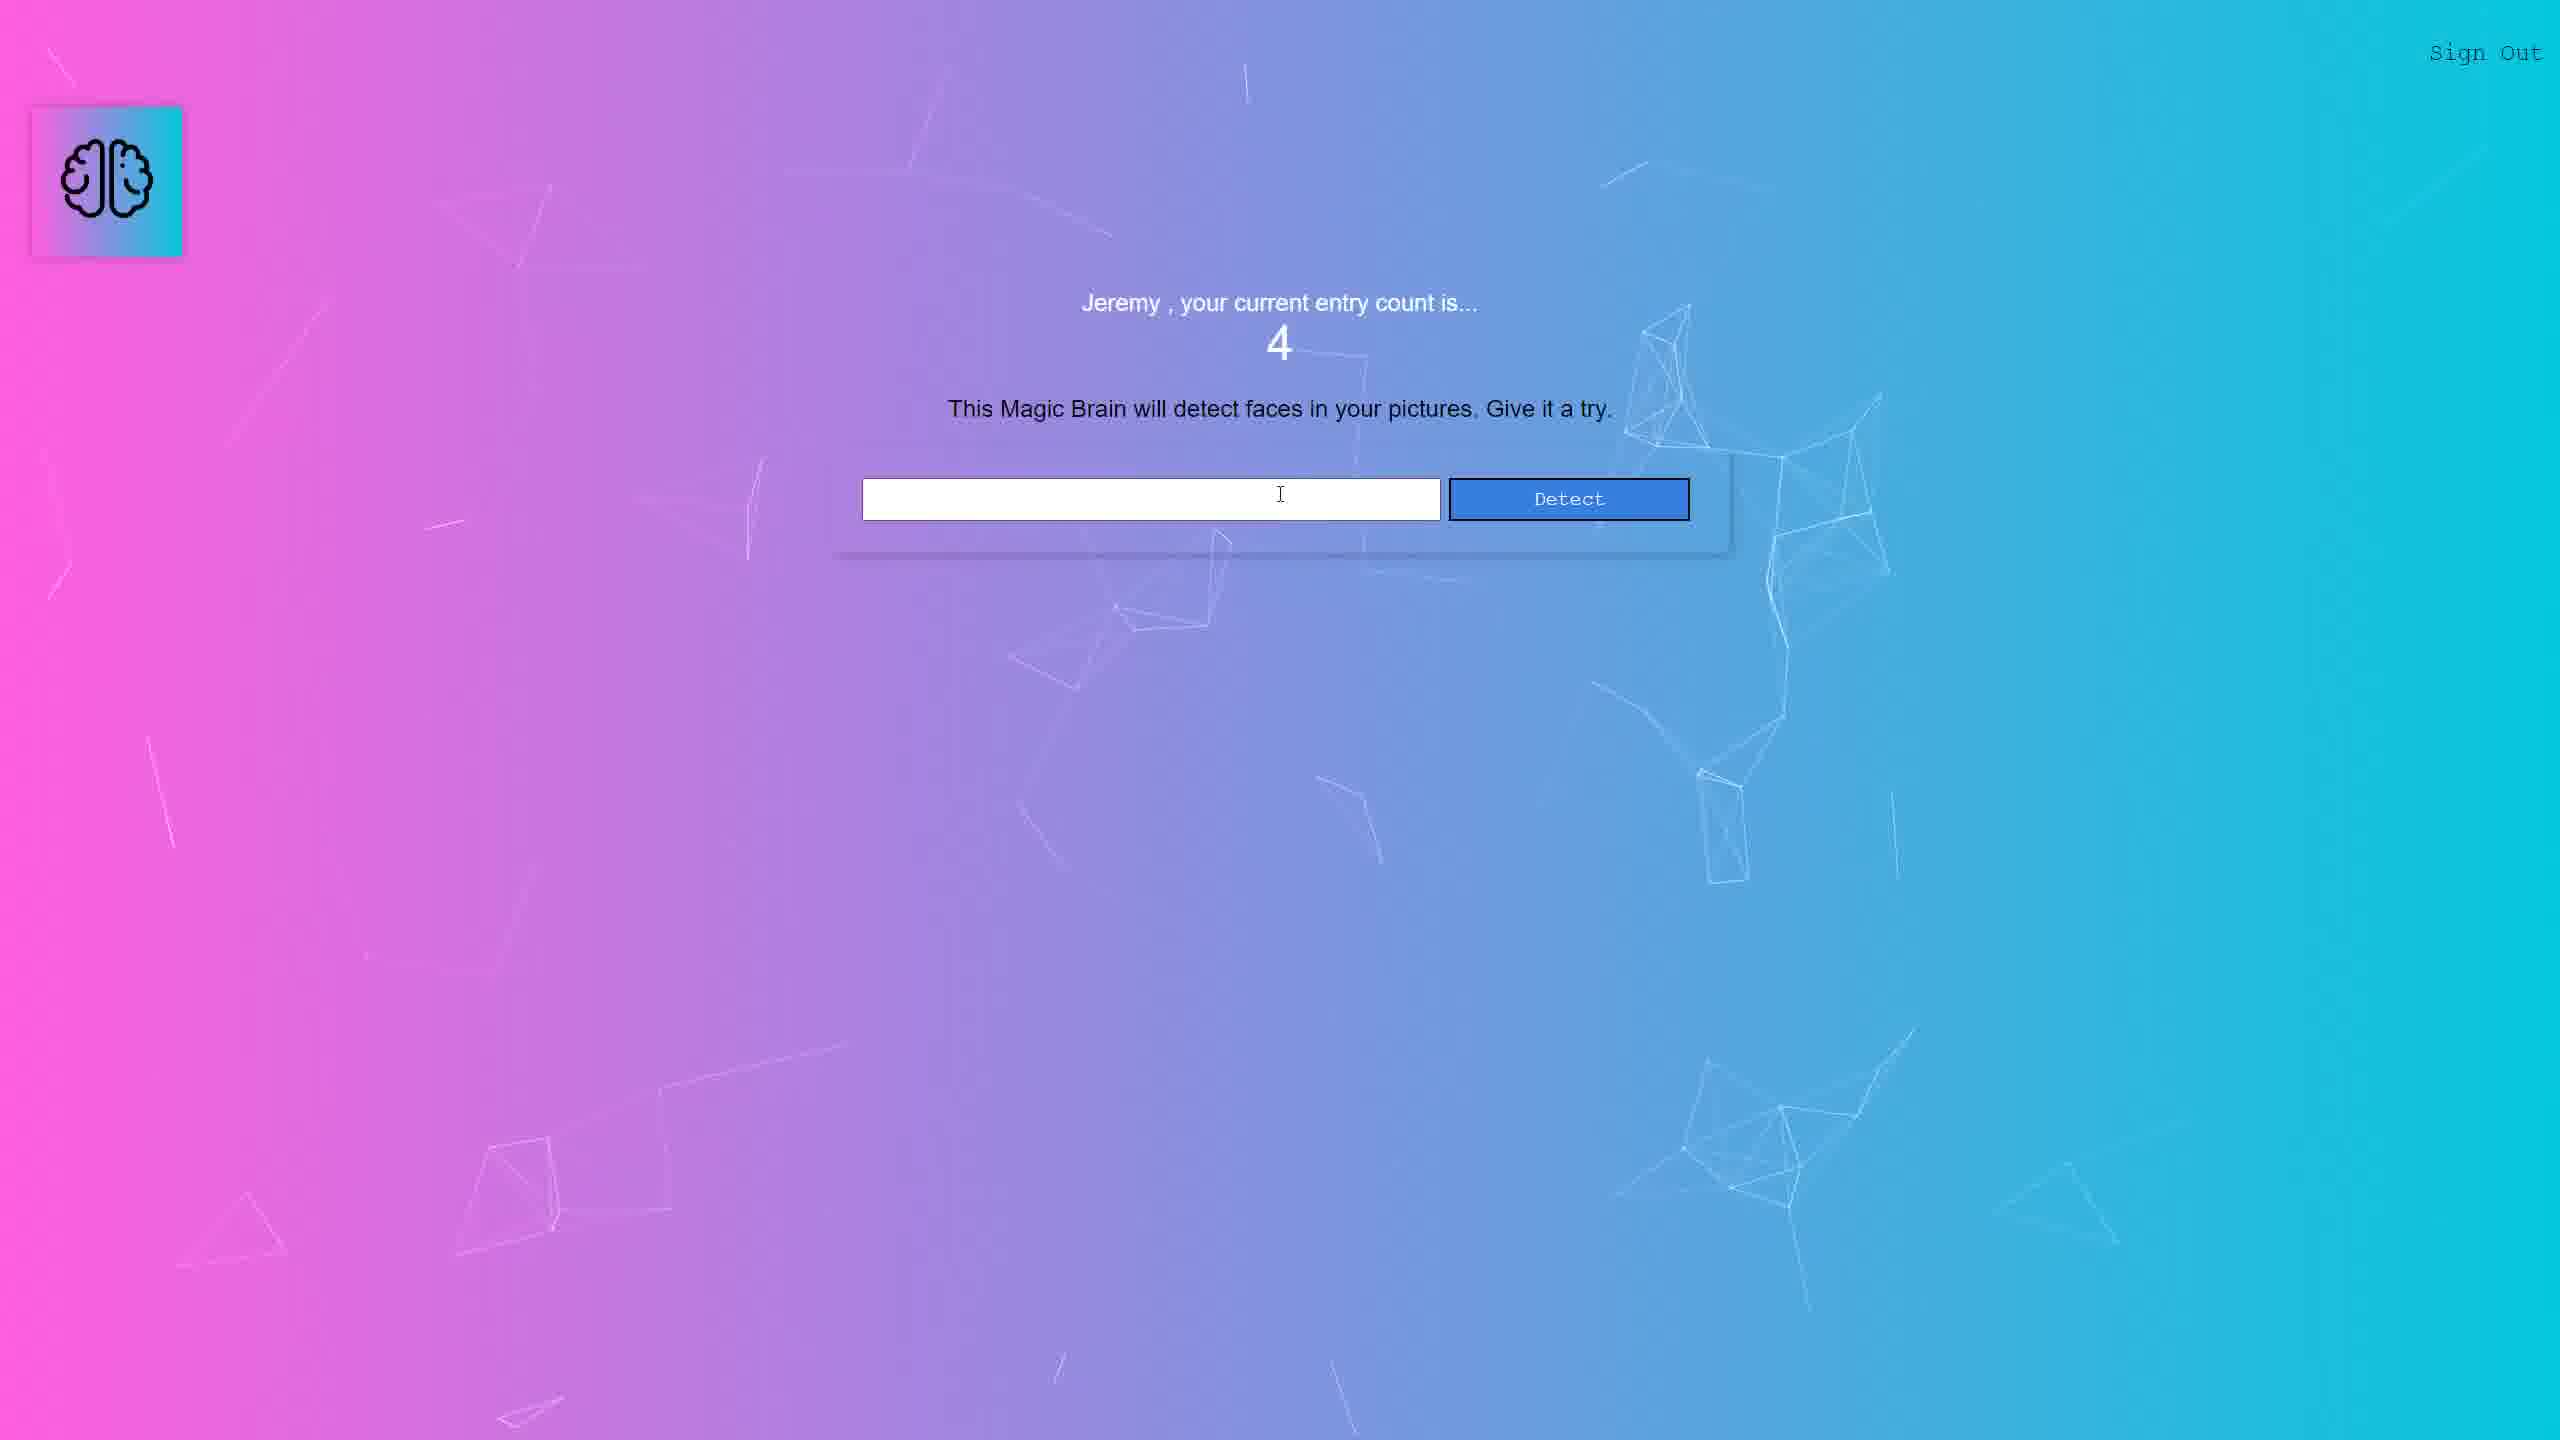 Sign Out
Jeremy , your current entry count is...
4
This Magic Brain will detect faces in your pictures. Give it a try.
Detect